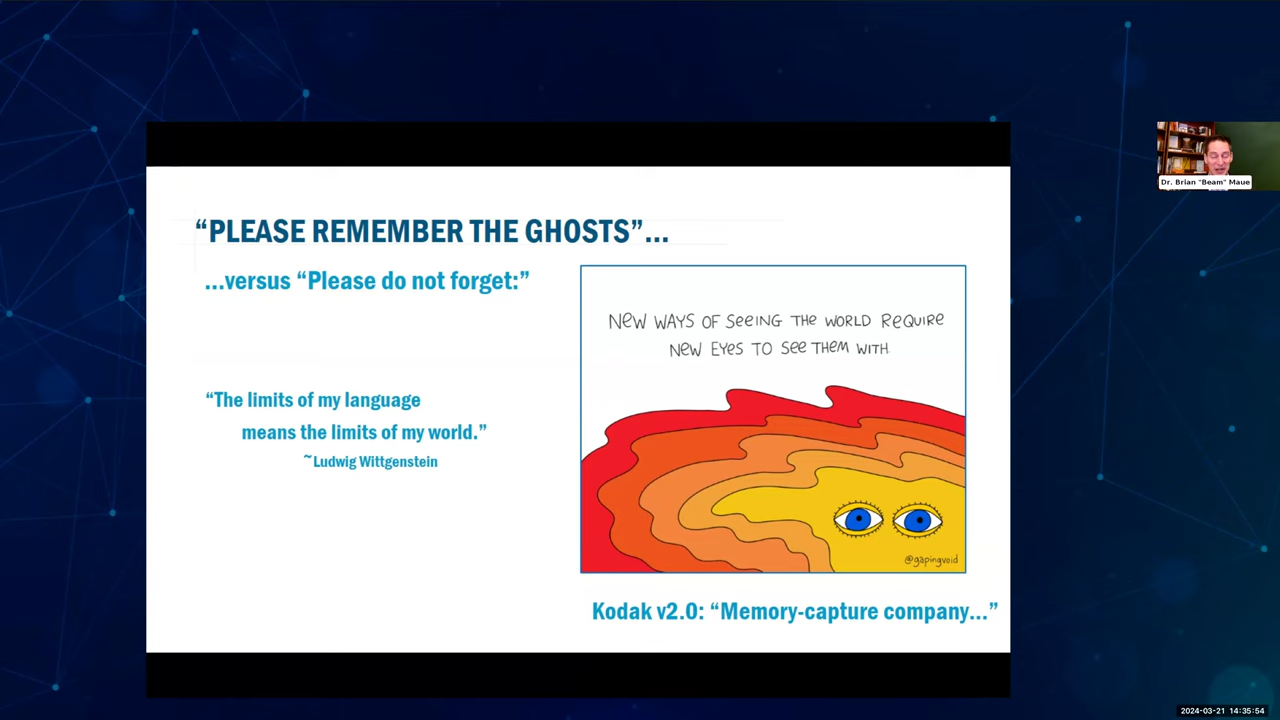 “PLEASE REMEMBER THE GHOSTS”...
...versus “Please do not forget:”
“The limits of my language
means the limits of my world.”
~Ludwig Wittgenstein
NEW WAYS OF SEEING THE WORLD REQUIRE
NEW EYES TO SEE THEM WITH
@gapingvoid
Kodak v2.0: “Memory-capture company...”
Dr. Brian "Beam" Maue
2024-03-21 14:35:54